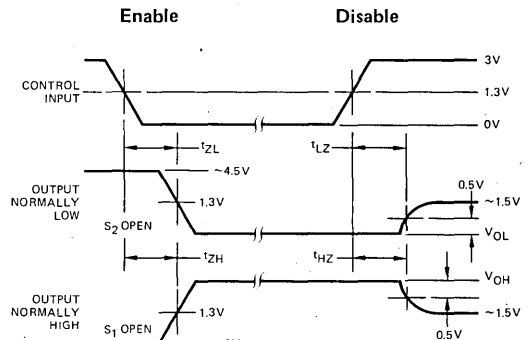 Enable Disable
CONTROL
INPUT
3V
1.3V
0V
tZL tLZ
OUTPUT
NORMALLY
LOW
~4.5V
1.3V
S2 OPEN
0.5V
~1.5V
VOL
tZH tHZ
OUTPUT
NORMALLY
HIGH
1.3V
S1 OPEN
VOH
~1.5V
0.5V